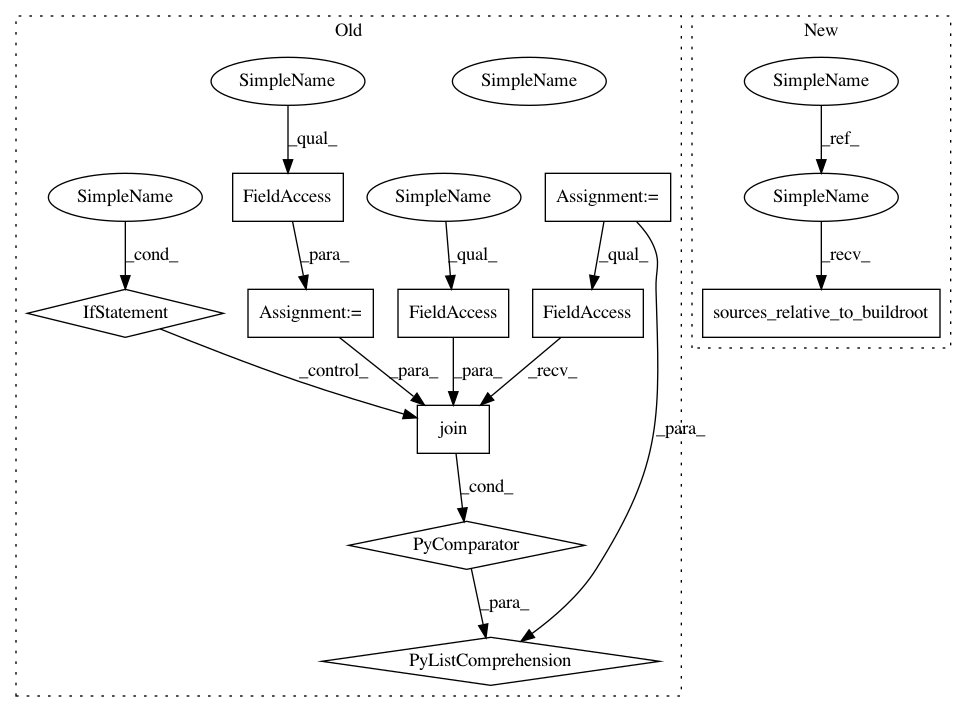 Old
New
SimpleName
SimpleName
SimpleName
_qual_
_ref_
SimpleName
FieldAccess
SimpleName
Assignment:=
SimpleName
_cond_
_para_
_qual_
_qual_
_recv_
IfStatement
Assignment:=
FieldAccess
FieldAccess
sources_relative_to_buildroot
_control_
_para_
_para_
_recv_
join
_para_
_cond_
PyComparator
_para_
PyListComprehension